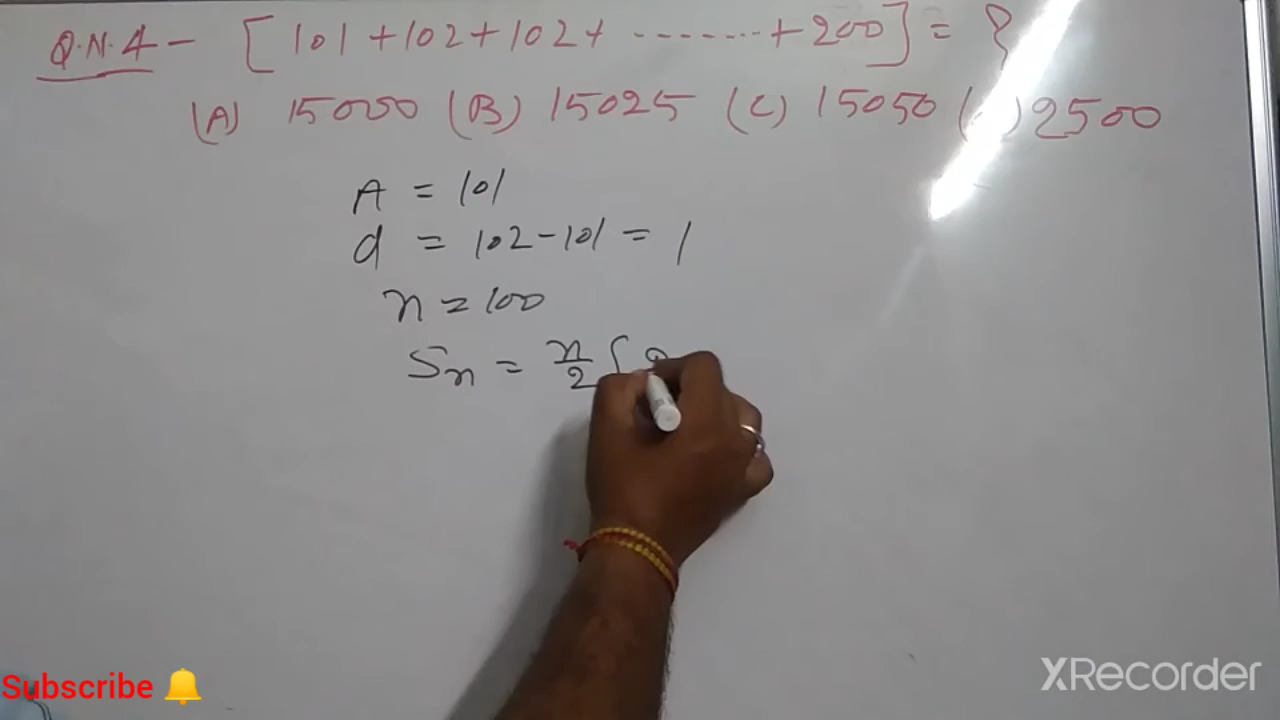 Q.N.4 - [101 + 102 + 102 + ....... + 200] = ?
(A) 15000 (B) 15025 (C) 15050 ( ) 2500
A = 101
d = 102 - 101 = 1
n = 100
Sn = n/2 [
Subscribe 🔔
XRecorder